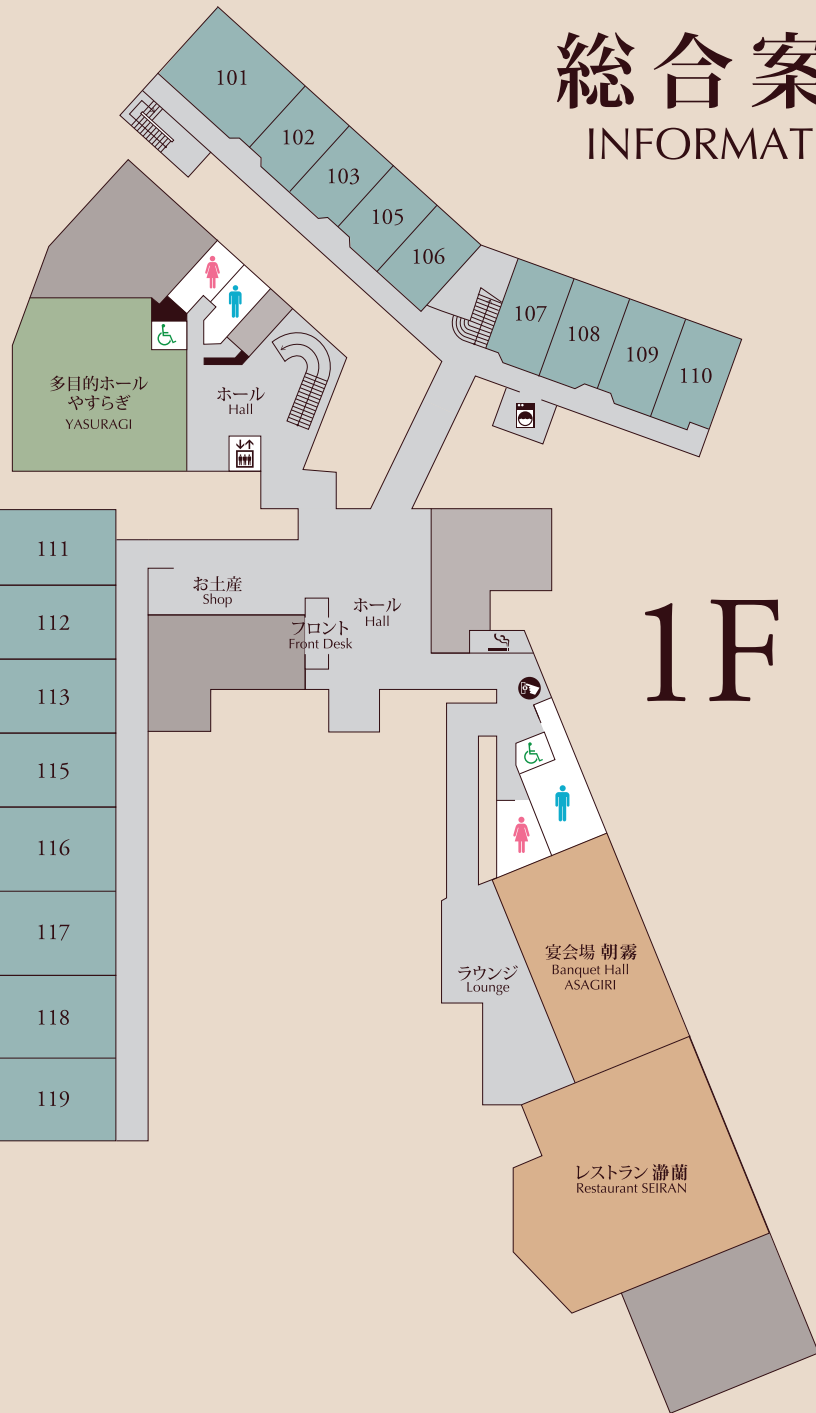 総合案
INFORMAT
101
102
103
105
106
107
108
109
110
多目的ホール
やすらぎ
YASURAGI
ホール
Hall
111
112
113
115
116
117
118
119
お土産
Shop
フロント
Front Desk
ホール
Hall
1F
ラウンジ
Lounge
宴会場 朝霧
Banquet Hall
ASAGIRI
レストラン 瀞蘭
Restaurant SEIRAN